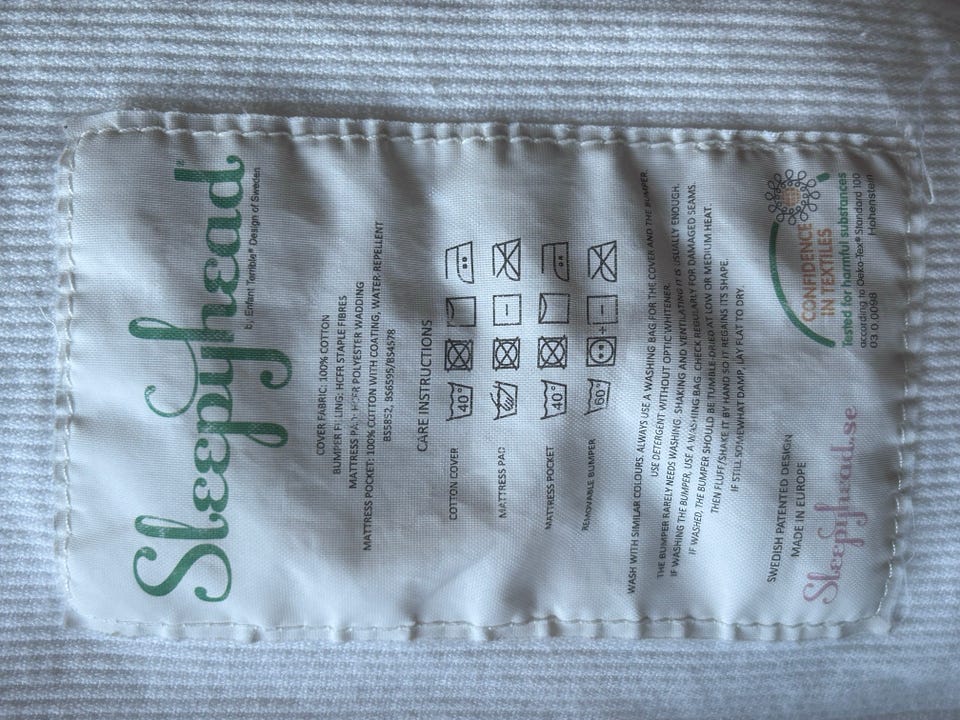 Sleepyhead®
by Enfant Terrible® Design of Sweden
COVER FABRIC: 100% COTTON
BUMPER FILLING: HCFR STAPLE FIBRES
MATTRESS PAD: HCFR POLYESTER WADDING
MATTRESS POCKET: 100% COTTON WITH COATING, WATER-REPELLENT
BS5852, BS6595/BS4578
CARE INSTRUCTIONS
COTTON COVER 40°
MATTRESS PAD
MATTRESS POCKET 40°
REMOVABLE BUMPER 60° +
WASH WITH SIMILAR COLOURS. ALWAYS USE A WASHING BAG FOR THE COVER AND THE BUMPER.
USE DETERGENT WITHOUT OPTIC WHITENER.
THE BUMPER RARELY NEEDS WASHING, SHAKING AND VENTILATING IT IS USUALLY ENOUGH.
IF WASHING THE BUMPER, USE A WASHING BAG. CHECK REGULARLY FOR DAMAGED SEAMS.
IF WASHED, THE BUMPER SHOULD BE TUMBLE-DRIED AT LOW OR MEDIUM HEAT.
THEN FLUFF/SHAKE IT BY HAND SO IT REGAINS ITS SHAPE.
IF STILL SOMEWHAT DAMP, LAY FLAT TO DRY.
SWEDISH PATENTED DESIGN
MADE IN EUROPE
Sleepyhead.se
CONFIDENCE
IN TEXTILES
Tested for harmful substances
according to Oeko-Tex® Standard 100
03.0.0098 Hohenstein